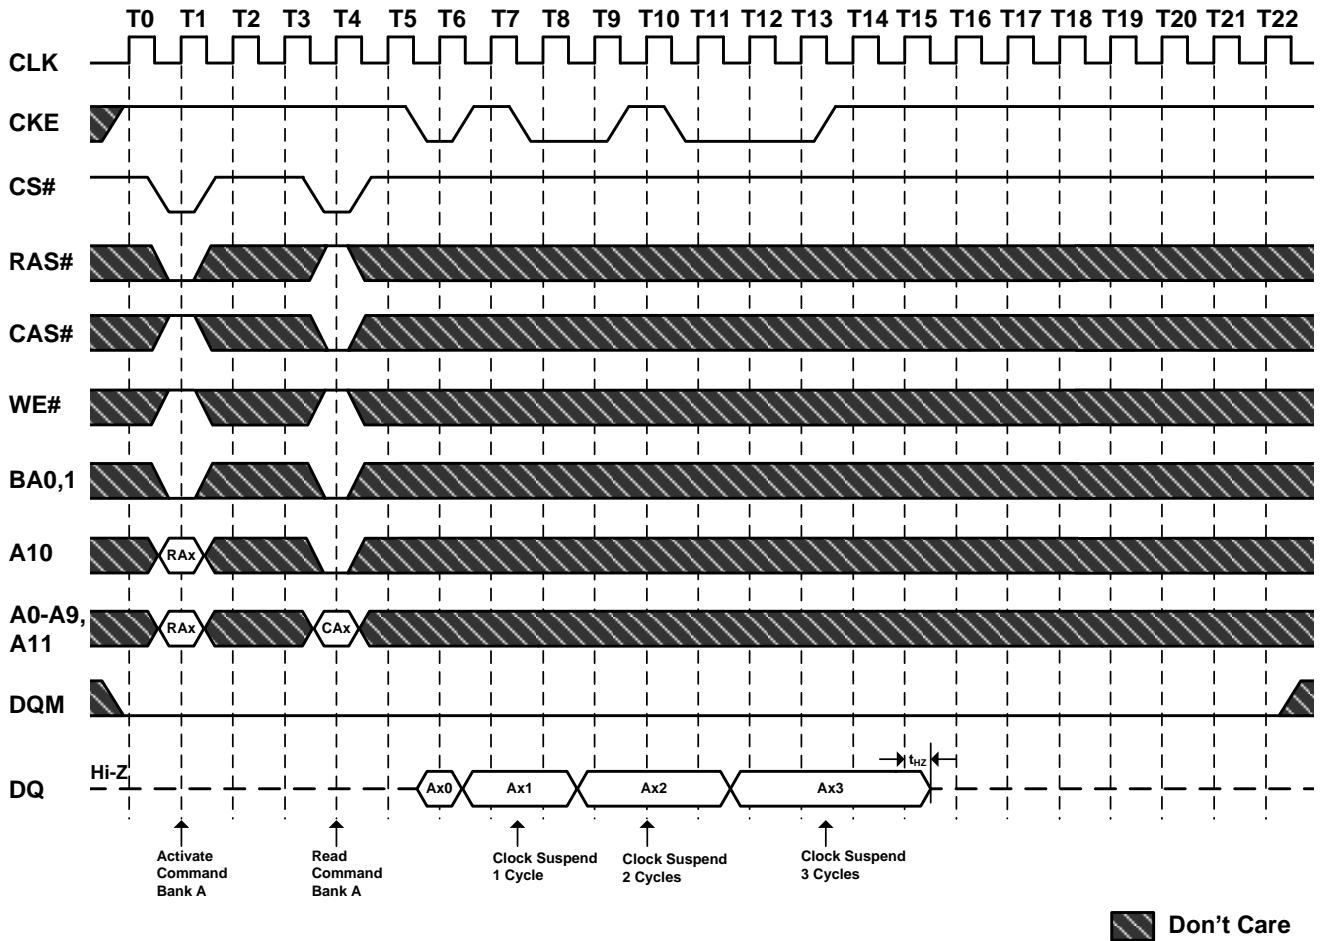 T0 T1 T2 T3 T4 T5 T6 T7 T8 T9 T10 T11 T12 T13 T14 T15 T16 T17 T18 T19 T20 T21 T22
CLK
CKE
CS#
RAS#
CAS#
WE#
BA0,1
A10 RAx
A0-A9,
A11
RAx CAx
DQM
tHZ
Hi-Z
DQ Ax0 Ax1 Ax2 Ax3
Activate
Command
Bank A
Read
Command
Bank A
Clock Suspend
1 Cycle
Clock Suspend
2 Cycles
Clock Suspend
3 Cycles
Don't Care